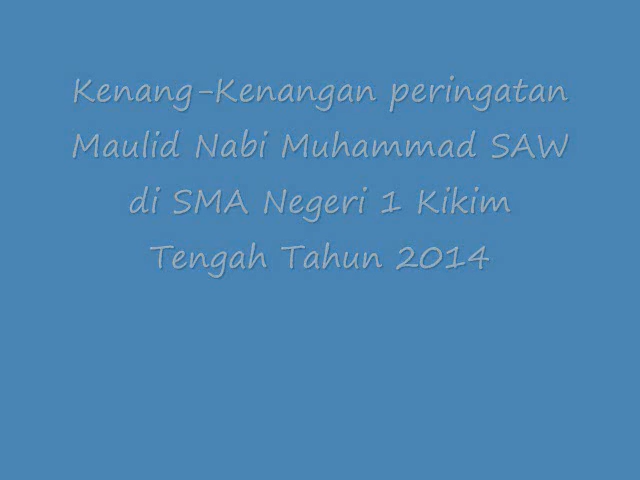 Kenang-Kenangan peringatan
Maulid Nabi Muhammad SAW
di SMA Negeri 1 Kikim
Tengah Tahun 2014